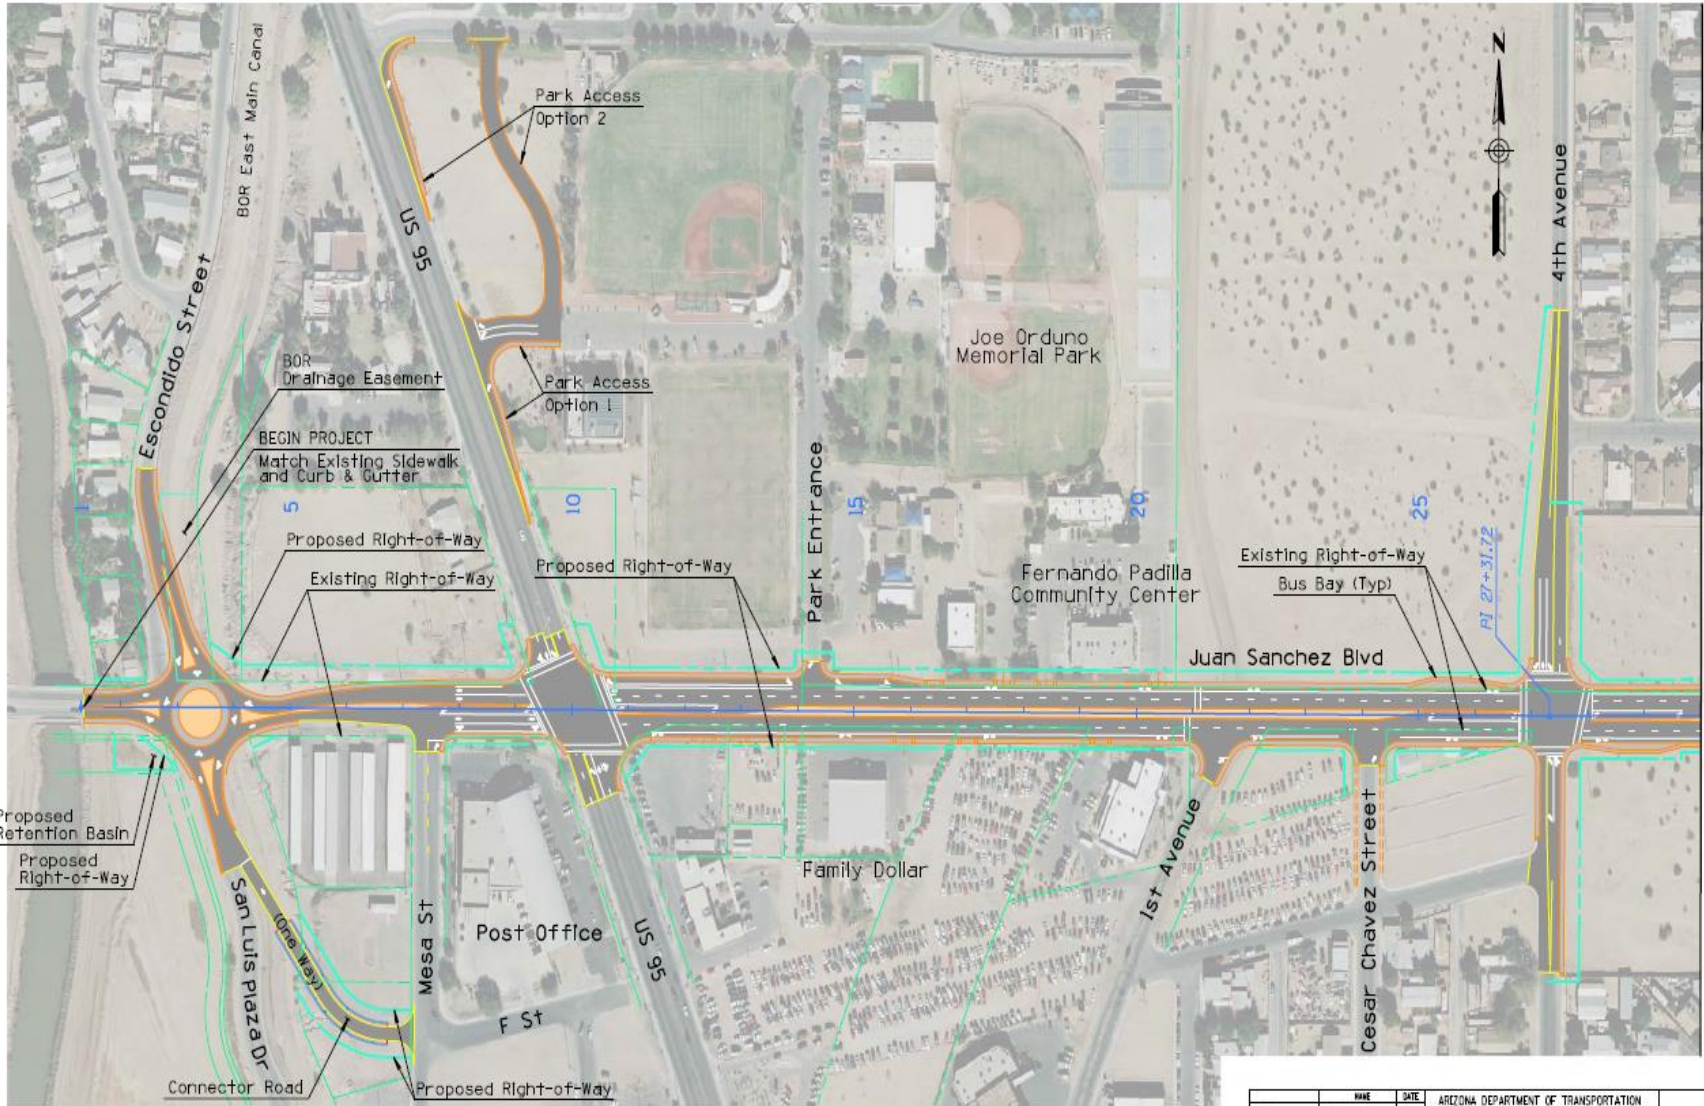 BOR East Main Canal
Park Access
Option 2
N
4th Avenue
US 95
Escondido Street
BOR
Drainage Easement
Joe Orduno
Memorial Park
Park Access
Option 1
BEGIN PROJECT
Match Existing Sidewalk
and Curb & Gutter
Park Entrance
1
5
10
15
20
25
Proposed Right-of-Way
Existing Right-of-Way
Proposed Right-of-Way
Fernando Padilla
Community Center
Existing Right-of-Way
Bus Bay (Typ)
PI 27+31.72
Juan Sanchez Blvd
Proposed
Retention Basin
Proposed
Right-of-Way
San Luis Plaza Dr
(One Way)
Mesa St
Post Office
US 95
Family Dollar
1st Avenue
Cesar Chavez Street
F St
Connector Road
Proposed Right-of-Way
NAME
DATE
ARIZONA DEPARTMENT OF TRANSPORTATION